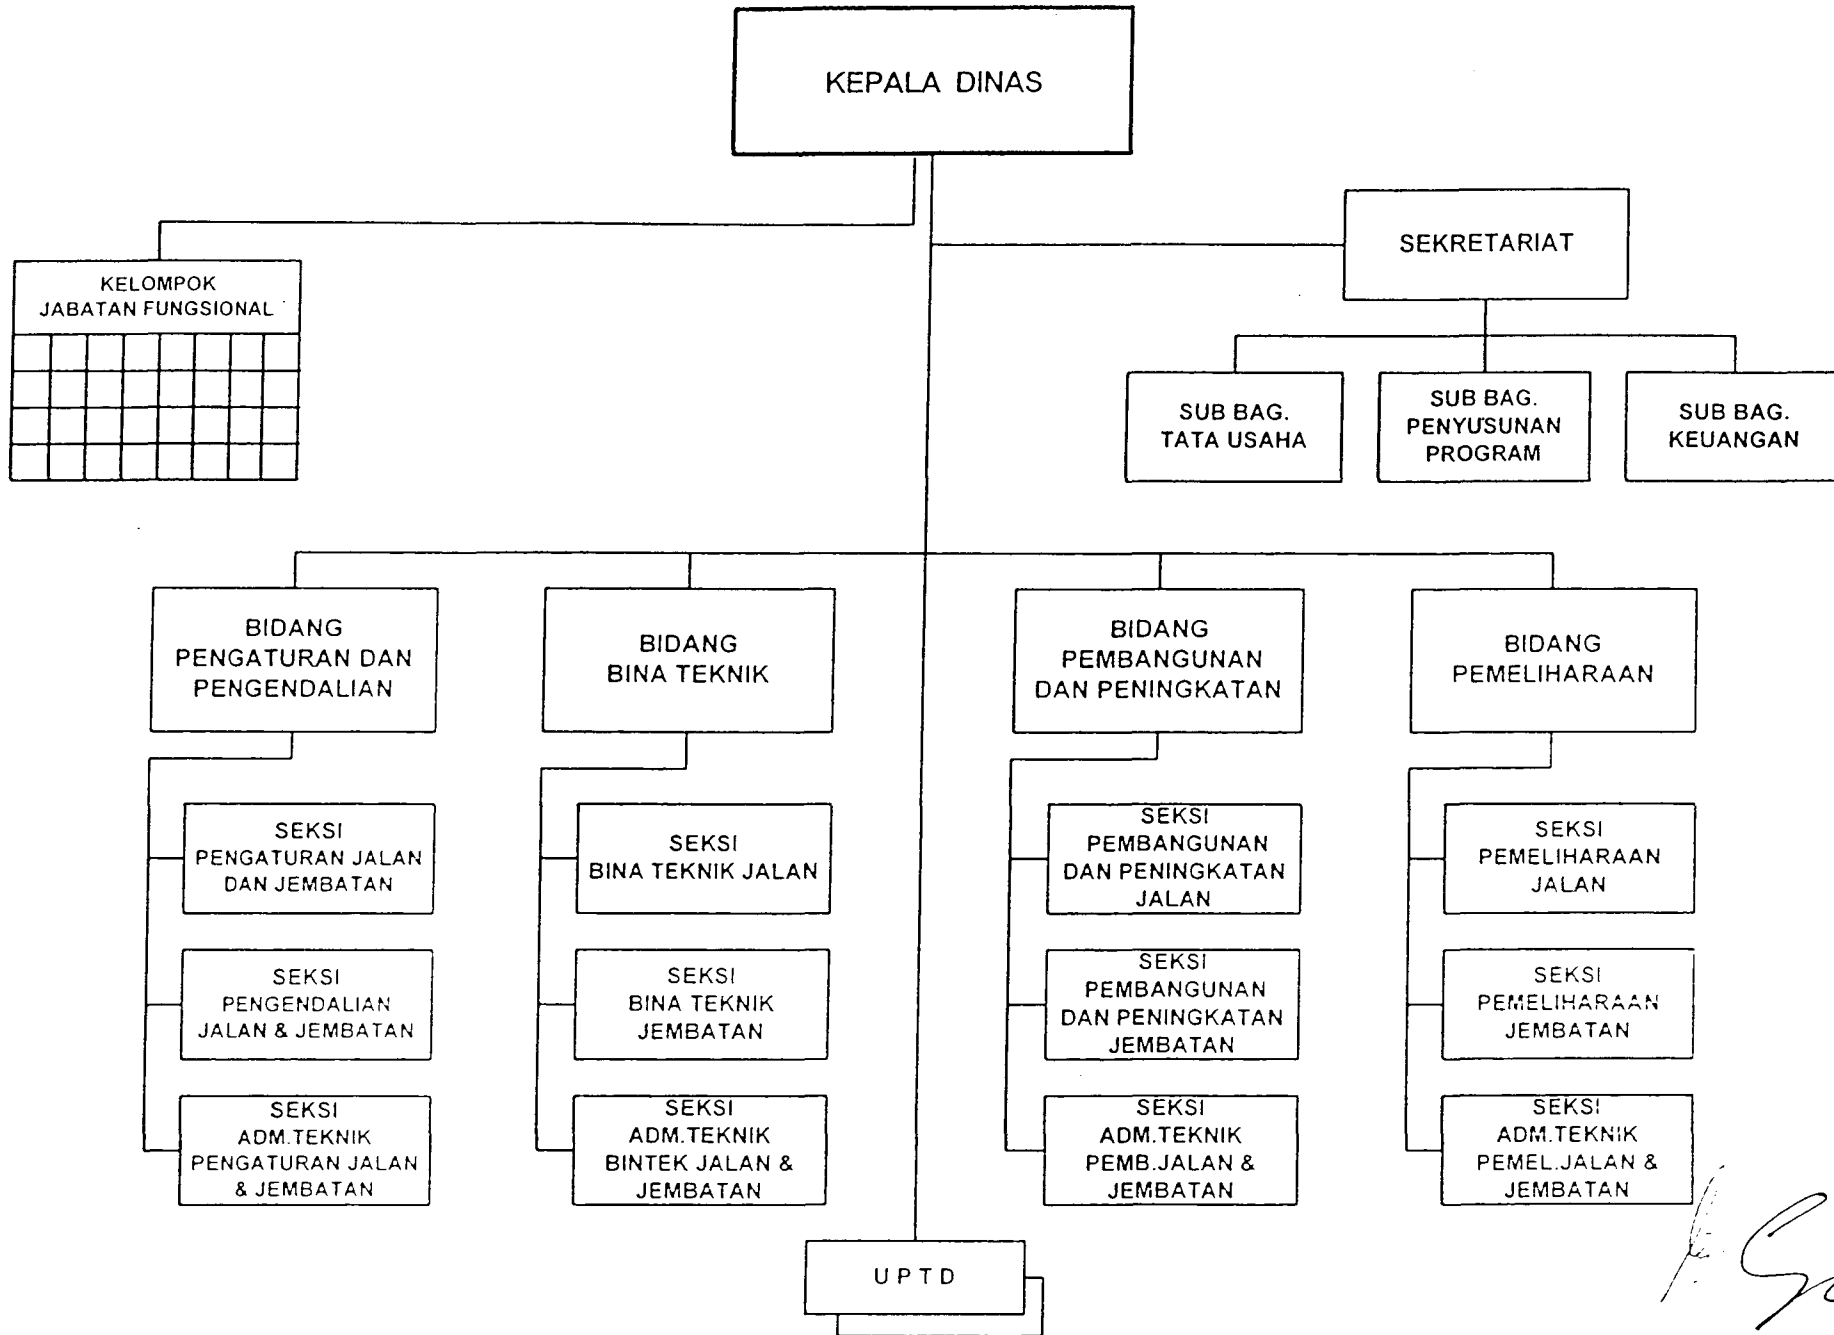 KEPALA DINAS
SEKRETARIAT
KELOMPOK
JABATAN FUNGSIONAL
SUB BAG.
TATA USAHA
SUB BAG.
PENYUSUNAN
PROGRAM
SUB BAG.
KEUANGAN
BIDANG
PENGATURAN DAN
PENGENDALIAN
BIDANG
BINA TEKNIK
BIDANG
PEMBANGUNAN
DAN PENINGKATAN
BIDANG
PEMELIHARAAN
SEKSI
PENGATURAN JALAN
DAN JEMBATAN
SEKSI
BINA TEKNIK JALAN
SEKSI
PEMBANGUNAN
DAN PENINGKATAN
JALAN
SEKSI
PEMELIHARAAN
JALAN
SEKSI
PENGENDALIAN
JALAN & JEMBATAN
SEKSI
BINA TEKNIK
JEMBATAN
SEKSI
PEMBANGUNAN
DAN PENINGKATAN
JEMBATAN
SEKSI
PEMELIHARAAN
JEMBATAN
SEKSI
ADM.TEKNIK
PENGATURAN JALAN
& JEMBATAN
SEKSI
ADM.TEKNIK
BINTEK JALAN &
JEMBATAN
SEKSI
ADM.TEKNIK
PEMB.JALAN &
JEMBATAN
SEKSI
ADM.TEKNIK
PEMEL.JALAN &
JEMBATAN
U P T D